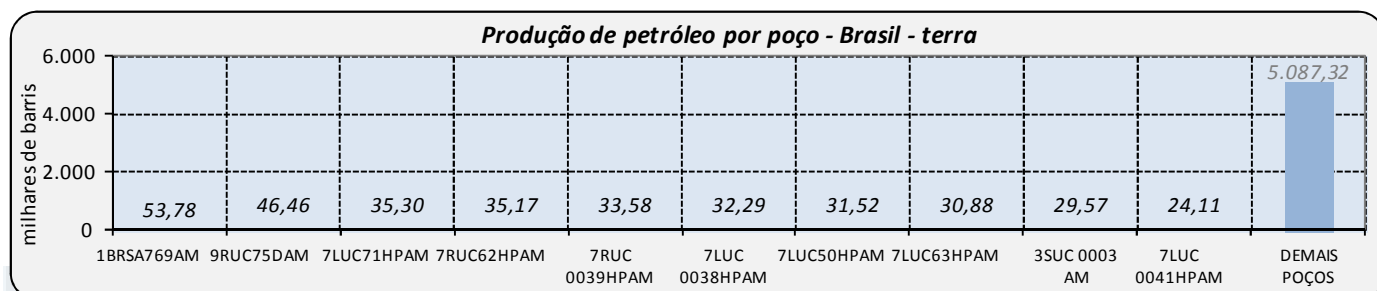 Produção de petróleo por poço - Brasil - terra
milhares de barris
6.000
4.000
2.000
0
53,78
46,46
35,30
35,17
33,58
32,29
31,52
30,88
29,57
24,11
5.087,32
1BRSA769AM
9RUC75DAM
7LUC71HPAM
7RUC62HPAM
7RUC
0039HPAM
7LUC
0038HPAM
7LUC50HPAM
7LUC63HPAM
3SUC 0003
AM
7LUC
0041HPAM
DEMAIS
POÇOS